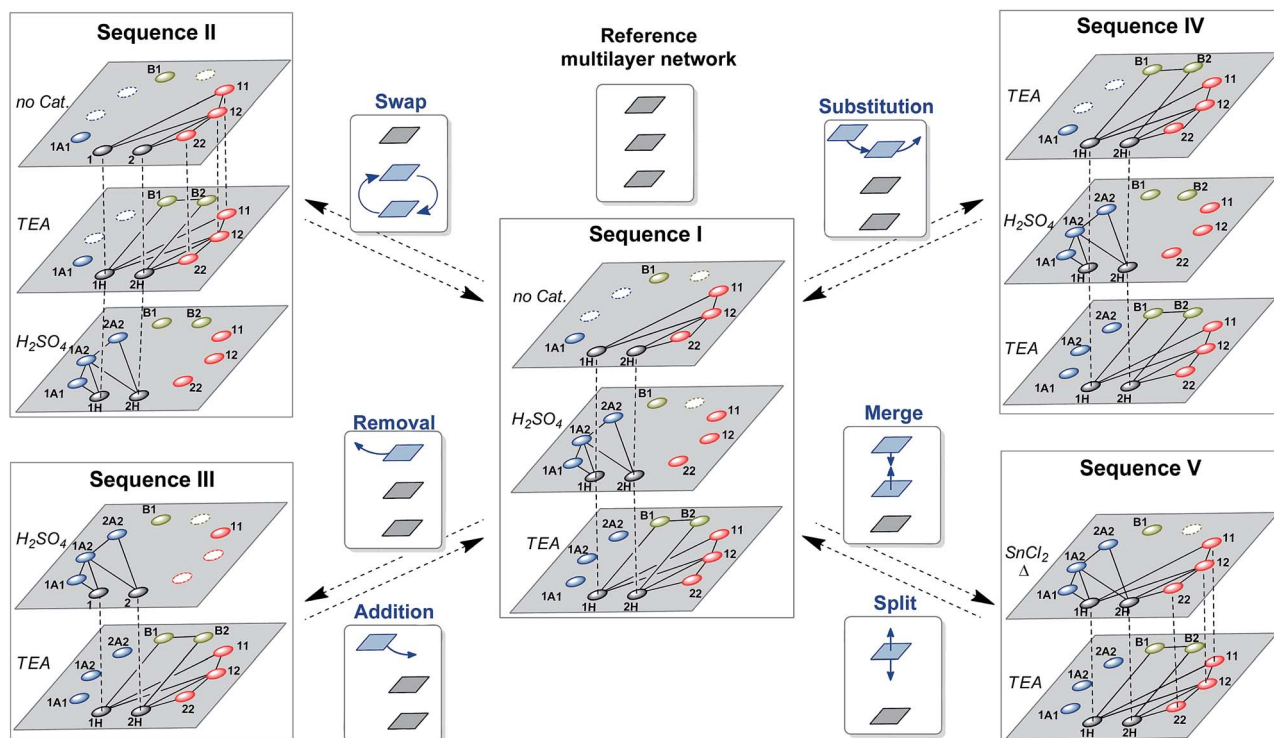 Sequence II
no Cat.
B1
11
12
22
1A1
1
2
TEA
B1
B2
11
12
22
1A1
1H
2H
H2SO4
B1
B2
2A2
11
1A2
12
1A1
22
1H
2H
Swap
Reference
multilayer network
Substitution
Sequence IV
TEA
B1
B2
11
12
22
1A1
1H
2H
H2SO4
B1
B2
2A2
11
1A2
12
1A1
22
1H
2H
TEA
B1
B2
2A2
11
1A2
12
1A1
22
1H
2H
Sequence I
no Cat.
B1
11
12
22
1A1
1H
2H
H2SO4
B1
2A2
11
1A2
12
1A1
22
1H
2H
TEA
B1
B2
2A2
11
1A2
12
1A1
22
1H
2H
Removal
Addition
Merge
Split
Sequence III
H2SO4
B1
2A2
11
1A2
1A1
1
2
TEA
B1
B2
2A2
11
1A2
12
1A1
22
1H
2H
Sequence V
SnCl2
Δ
B1
2A2
11
1A2
12
1A1
22
1H
2H
TEA
B1
B2
2A2
11
1A2
12
1A1
22
1H
2H